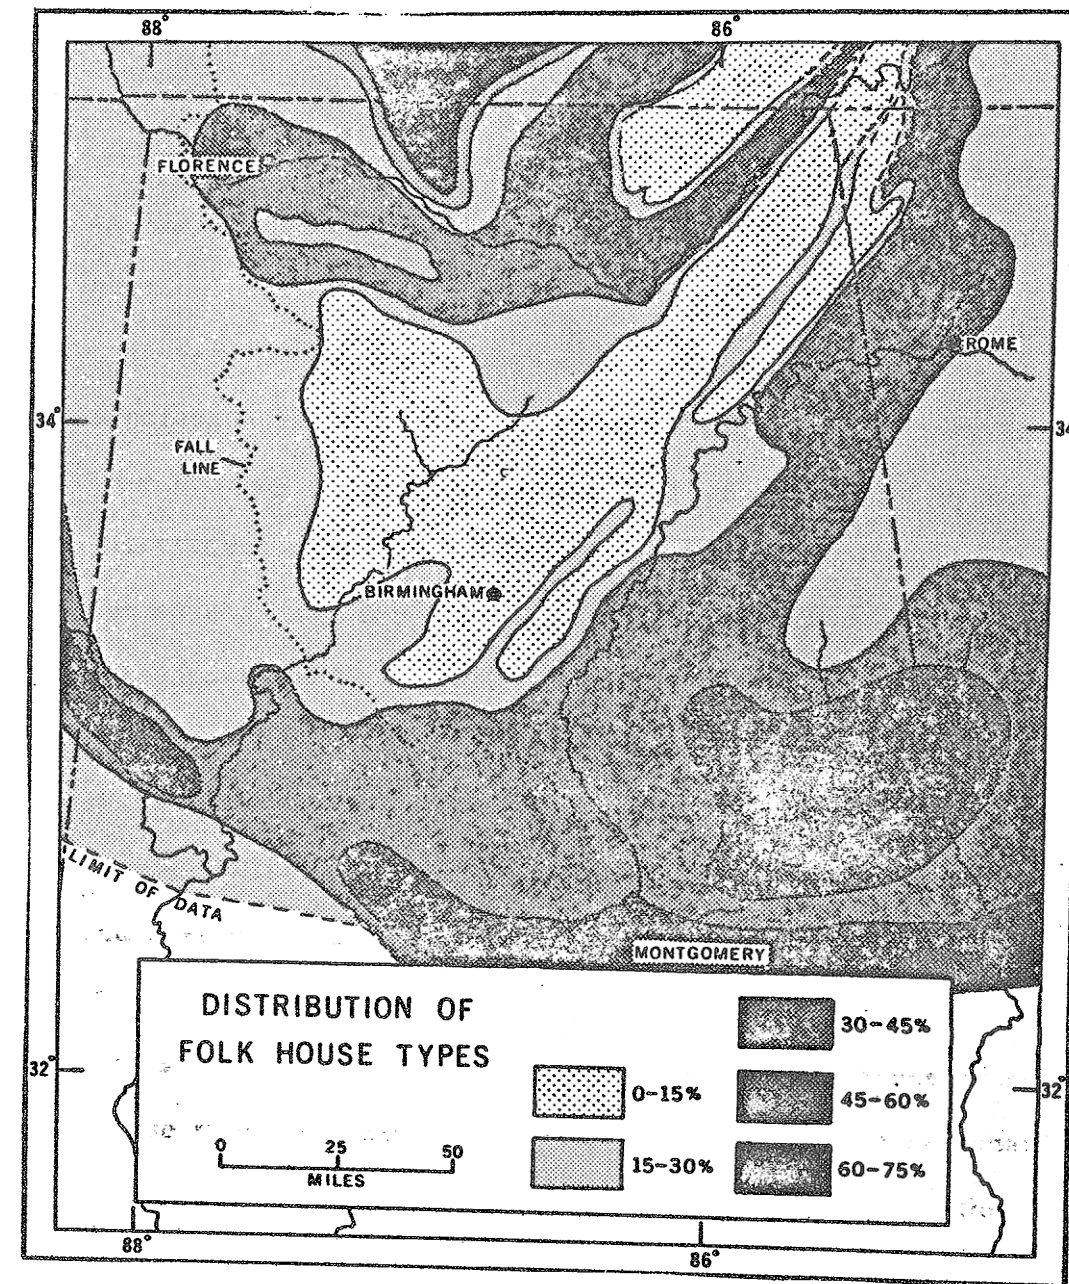 88°
86°
FLORENCE
ROME
34°
34
FALL
LINE
BIRMINGHAM
LIMIT OF DATA
MONTGOMERY
DISTRIBUTION OF
FOLK HOUSE TYPES
30-45%
32°
0-15%
45-60%
32°
0 25 50
MILES
15-30%
60-75%
88°
86°